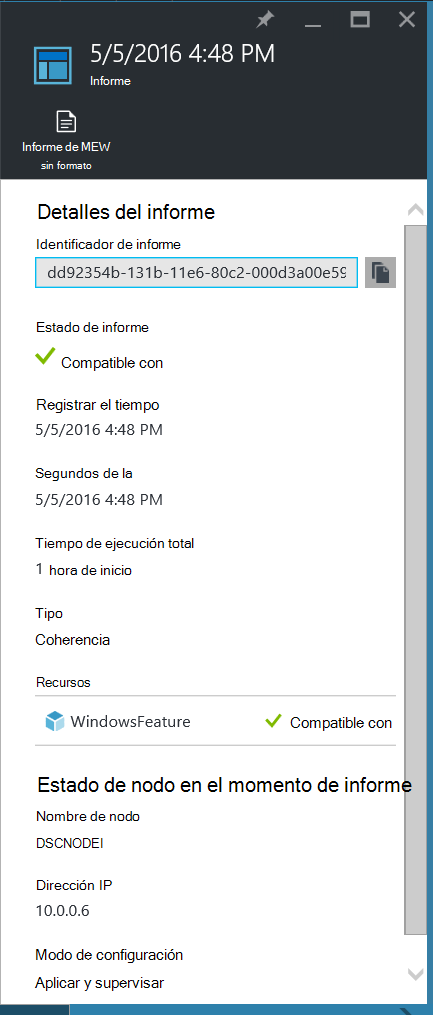 5/5/2016 4:48 PM
Informe
Informe de MEW
sin formato
Detalles del informe
Identificador de informe
dd92354b-131b-11e6-80c2-000d3a00e59
Estado de informe
Compatible con
Registrar el tiempo
5/5/2016 4:48 PM
Segundos de la
5/5/2016 4:48 PM
Tiempo de ejecución total
1 hora de inicio
Tipo
Coherencia
Recursos
WindowsFeature Compatible con
Estado de nodo en el momento de informe
Nombre de nodo
DSCNODEI
Dirección IP
10.0.0.6
Modo de configuración
Aplicar y supervisar